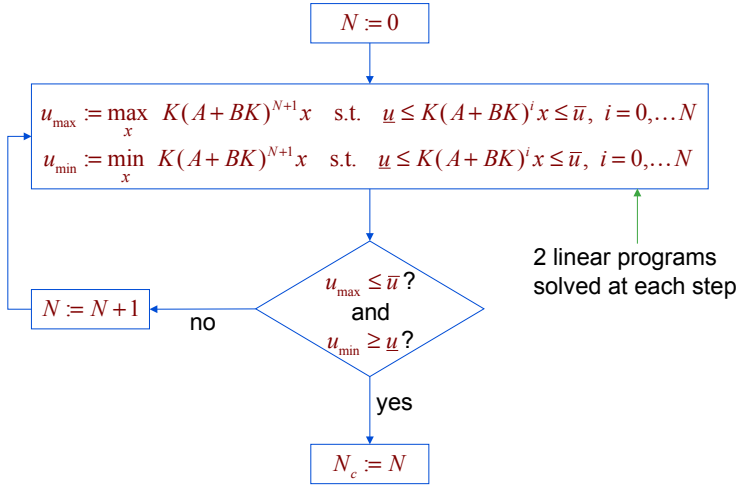 N := 0
u_max := max_x K(A + BK)^{N+1} x s.t. u̲ ≤ K(A + BK)^i x ≤ u̅, i = 0,…N
u_min := min_x K(A + BK)^{N+1} x s.t. u̲ ≤ K(A + BK)^i x ≤ u̅, i = 0,…N
2 linear programs
solved at each step
u_max ≤ u̅ ?
and
u_min ≥ u̲ ?
no
N := N + 1
yes
N_c := N